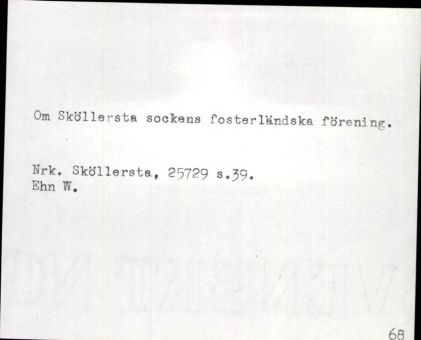 Om Sköllersta sockens fosterländska förening.
Nrk. Sköllersta, 25729 s.39.
Ehn W.
68